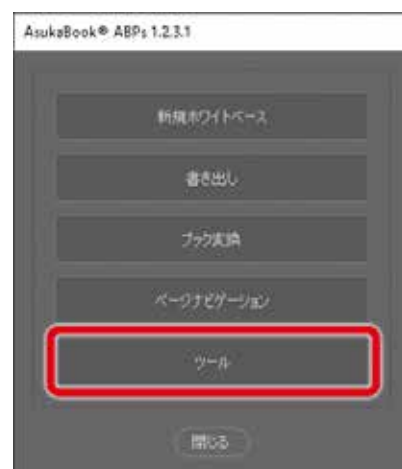 AsukaBook® ABPs 1.2.3.1
新規ホワイトベース
書き出し
ブック変換
ページナビゲーション
ツール
閉じる